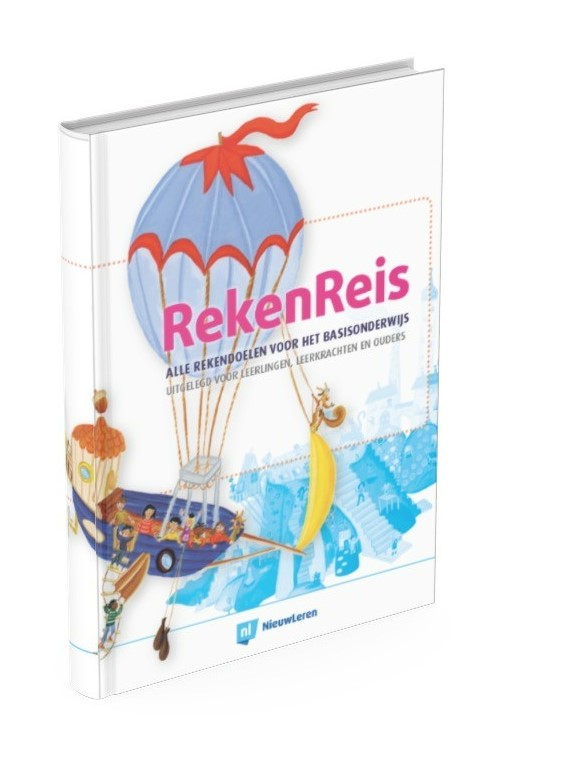 RekenReis
ALLE REKENDOELEN VOOR HET BASISONDERWIJS
UITGELEGD VOOR LEERLINGEN, LEERKRACHTEN EN OUDERS
nl NieuwLeren